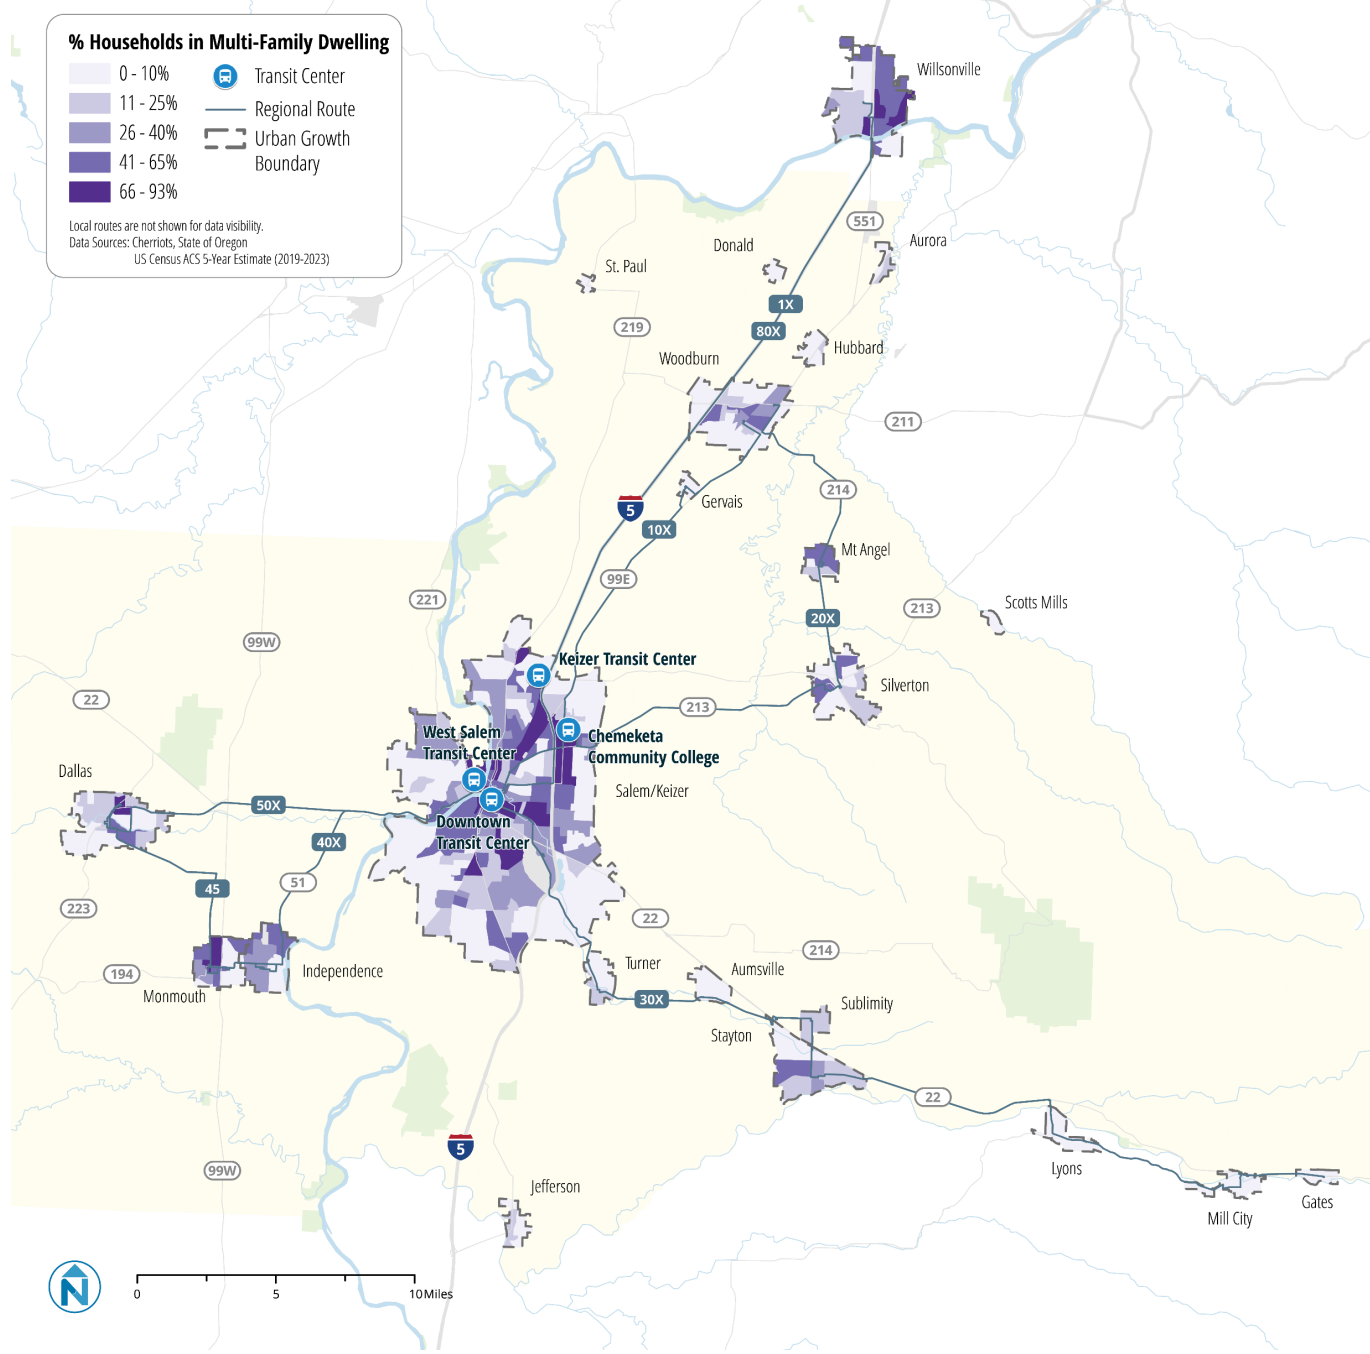 % Households in Multi-Family Dwelling
0 - 10%
11 - 25%
26 - 40%
41 - 65%
66 - 93%
Transit Center
Regional Route
Urban Growth
Boundary
Local routes are not shown for data visibility.
Data Sources: Cherriots, State of Oregon
US Census ACS 5-Year Estimate (2019-2023)
Willsonville
551
Aurora
Donald
St. Paul
1X
219
80X
Hubbard
Woodburn
211
214
Gervais
5
10X
Mt Angel
99E
221
Scotts Mills
213
20X
99W
Keizer Transit Center
Silverton
22
213
West Salem
Transit Center
Chemeketa
Community College
Dallas
Salem/Keizer
50X
Downtown
Transit Center
40X
51
45
223
22
214
Turner
Aumsville
Independence
194
Monmouth
30X
Sublimity
Stayton
22
5
Lyons
99W
Jefferson
Gates
Mill City
N
0
5
10 Miles